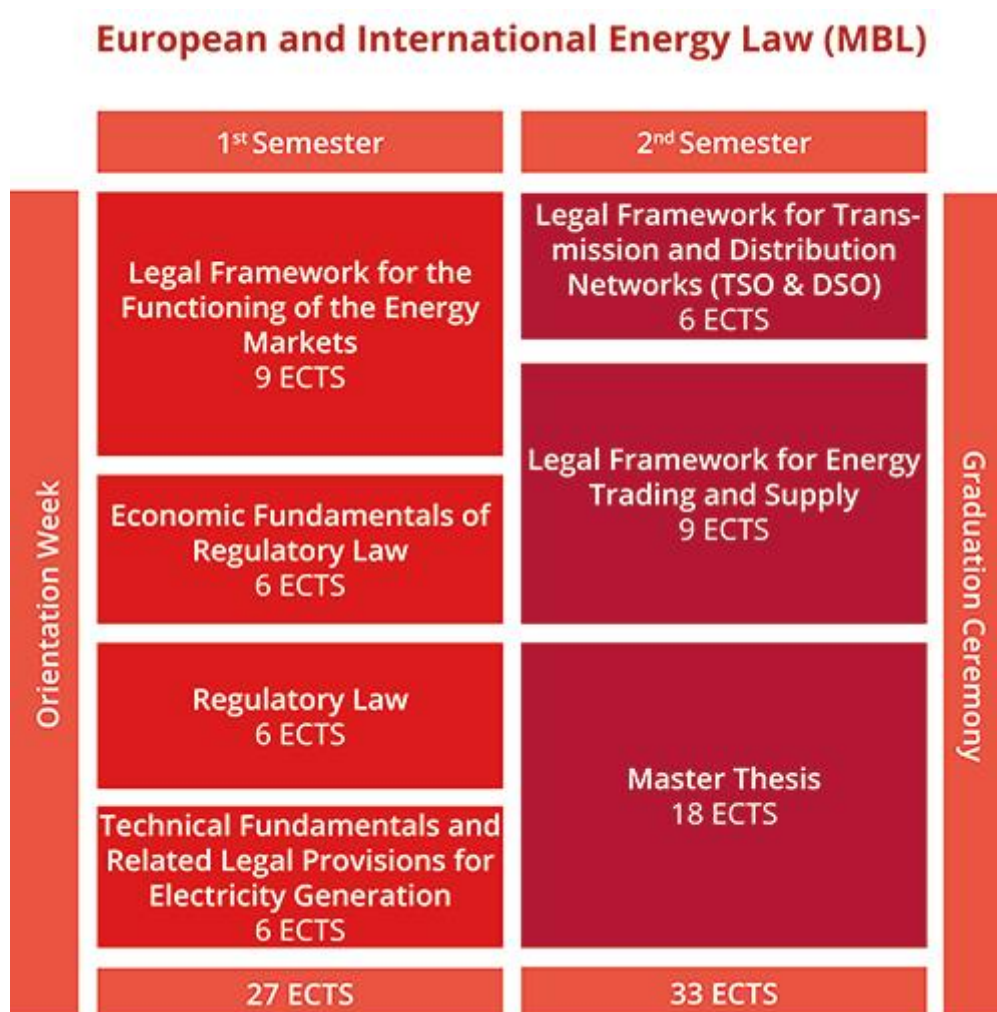 European and International Energy Law (MBL)
1st Semester
2nd Semester
Orientation Week
Legal Framework for the
Functioning of the Energy
Markets
9 ECTS
Economic Fundamentals of
Regulatory Law
6 ECTS
Regulatory Law
6 ECTS
Technical Fundamentals and
Related Legal Provisions for
Electricity Generation
6 ECTS
27 ECTS
Legal Framework for Trans-
mission and Distribution
Networks (TSO & DSO)
6 ECTS
Legal Framework for Energy
Trading and Supply
9 ECTS
Master Thesis
18 ECTS
33 ECTS
Graduation Ceremony